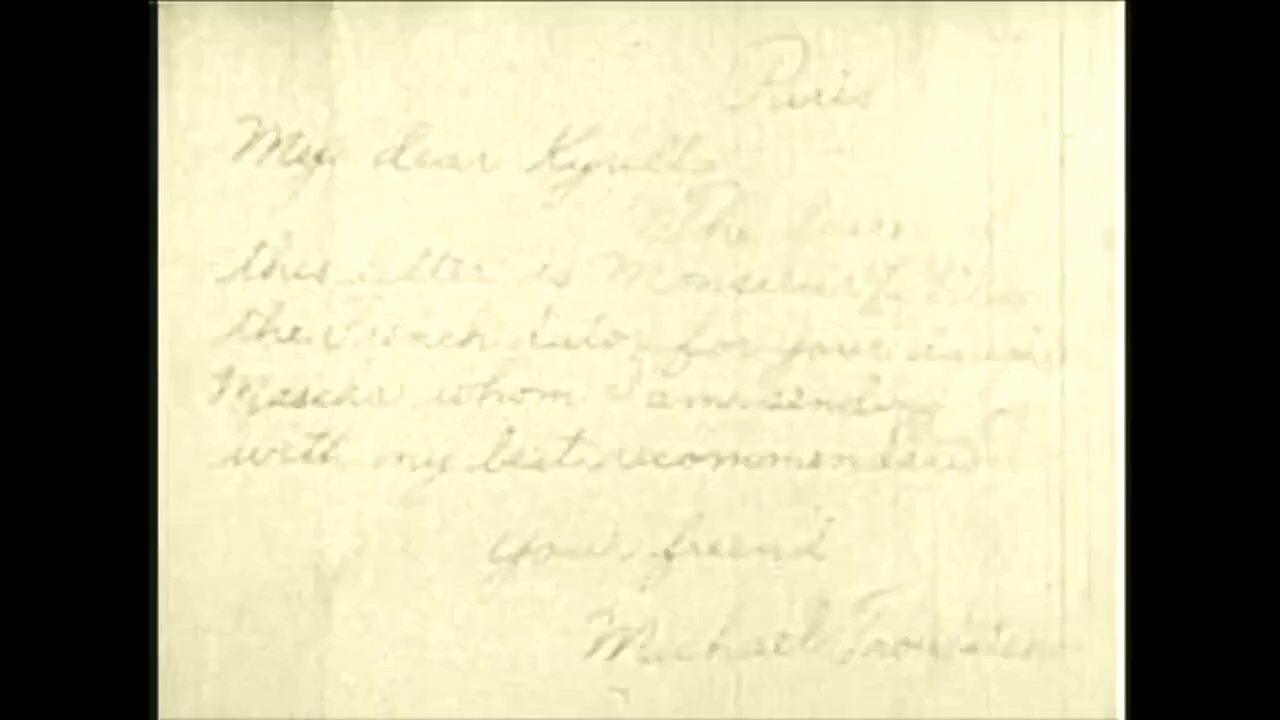 Paris
My dear Kyrilla
The bearer
this letter is Monsieur
the French tutor for your
Mascha whom I am sending
with my best recommendation
your friend
Michael